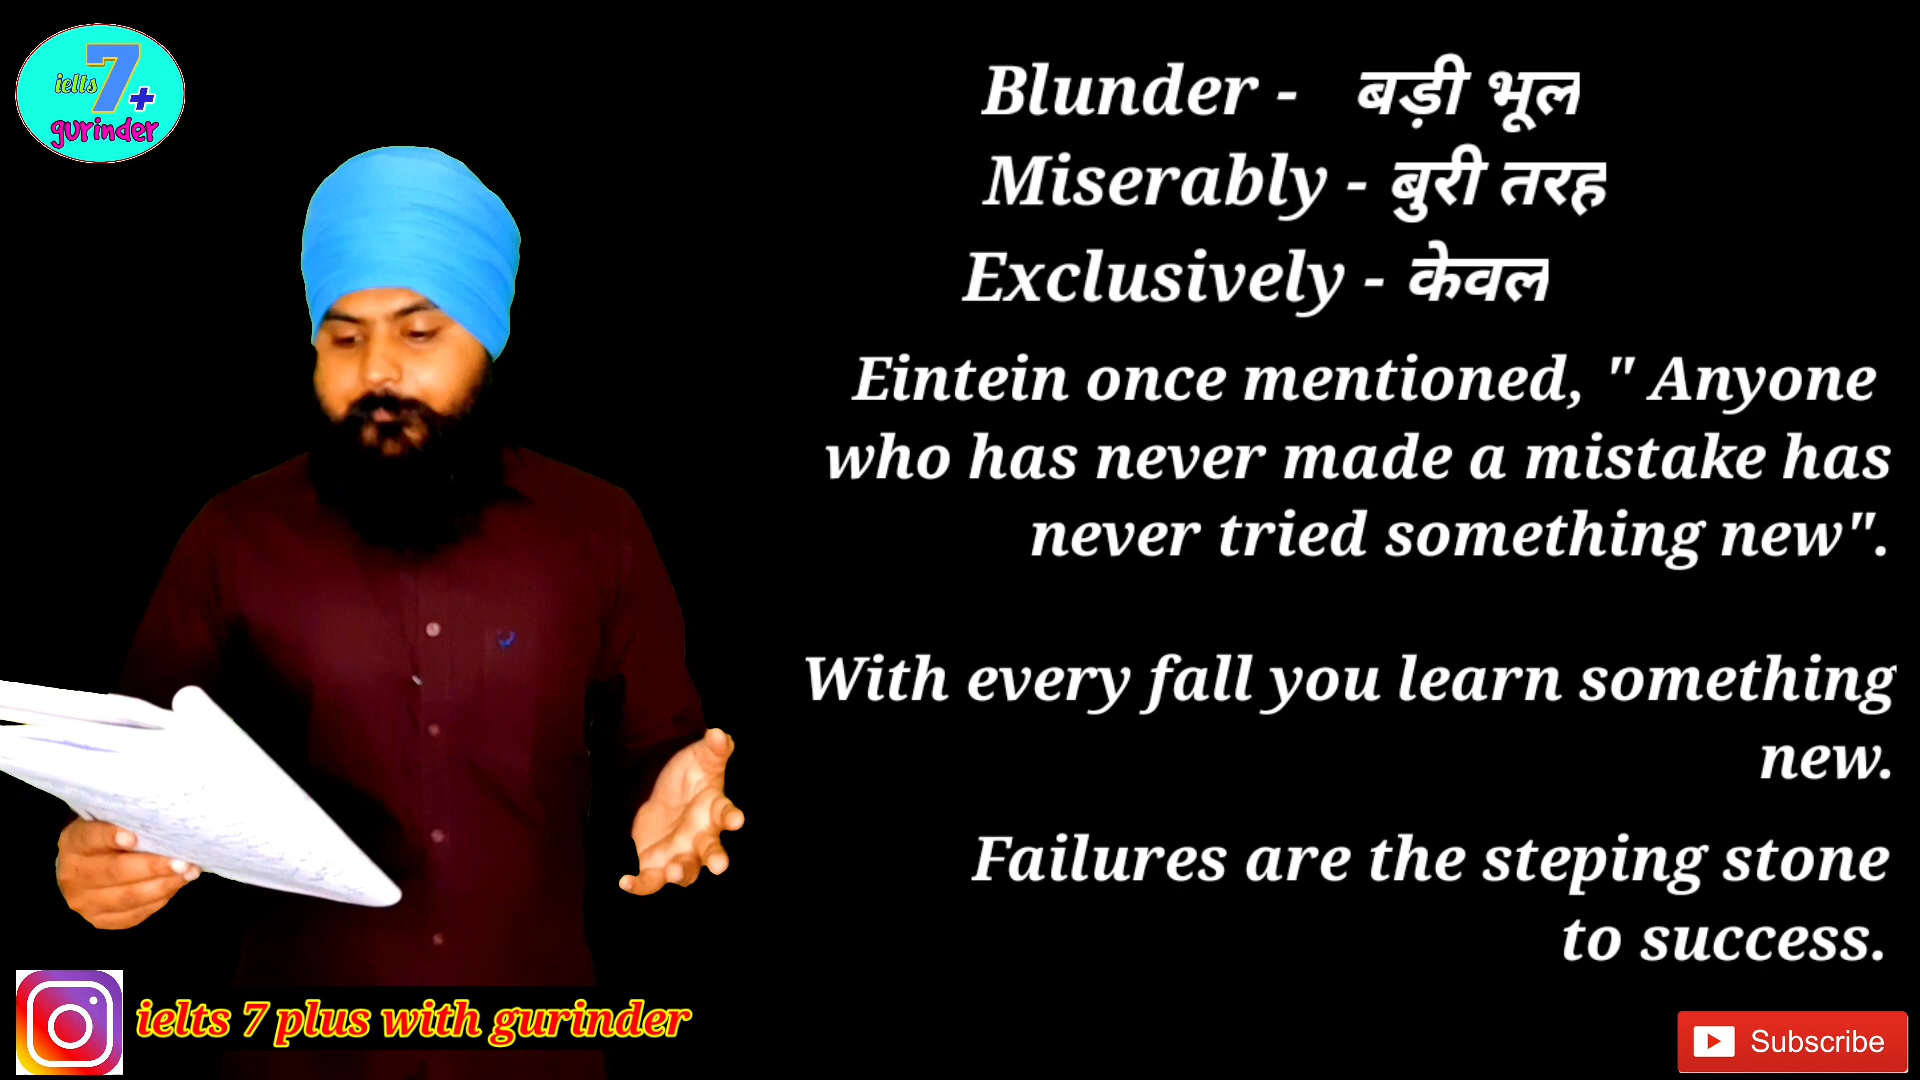 ielts 7+
gurinder
Blunder - बड़ी भूल
Miserably - बुरी तरह
Exclusively - केवल
Eintein once mentioned, " Anyone
who has never made a mistake has
never tried something new".
With every fall you learn something
new.
Failures are the steping stone
to success.
ielts 7 plus with gurinder
Subscribe